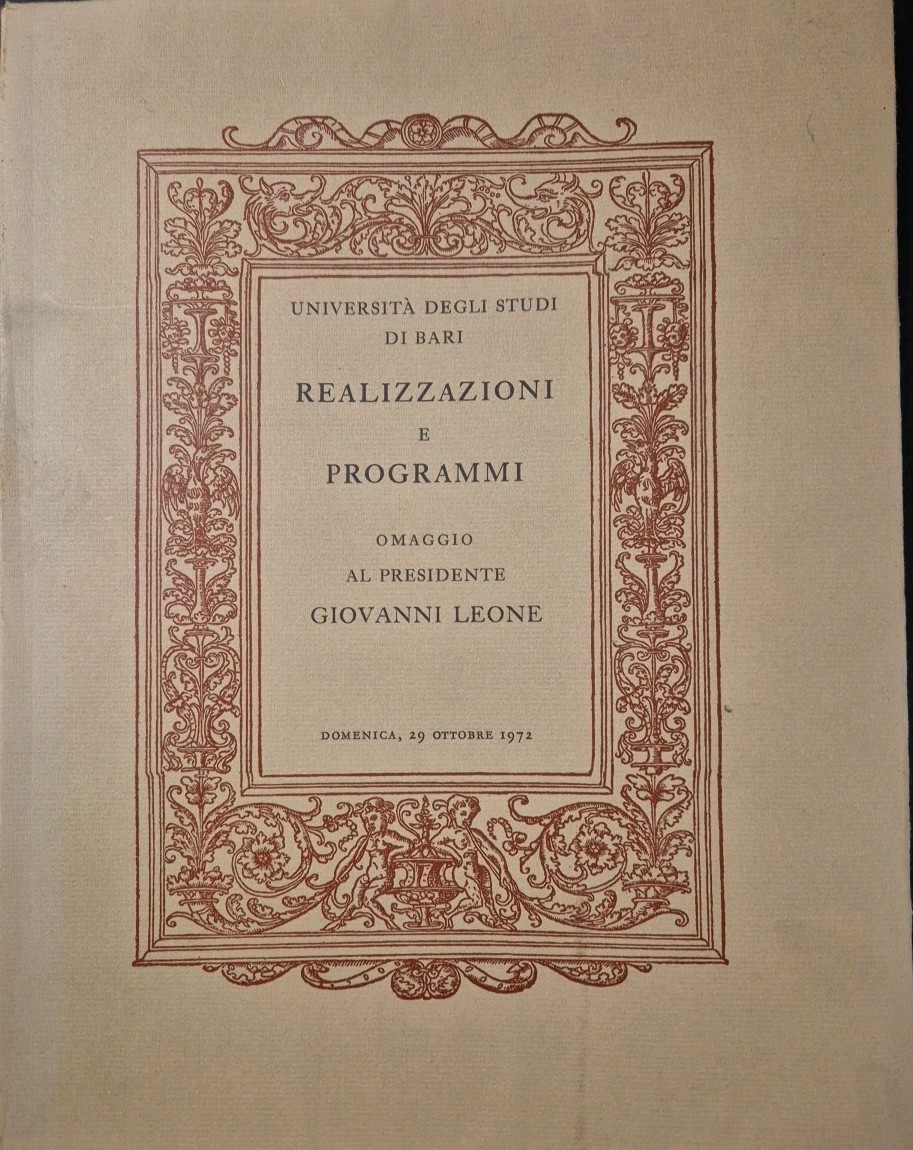 UNIVERSITÀ DEGLI STUDI
DI BARI
REALIZZAZIONI
E
PROGRAMMI
OMAGGIO
AL PRESIDENTE
GIOVANNI LEONE
DOMENICA, 29 OTTOBRE 1972